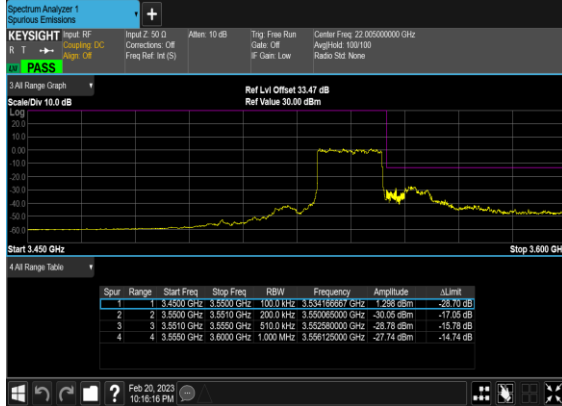 Spectrum Analyzer 1
Spurious Emissions
+
KEYSIGHT Input: RF Input Z: 50 Ω Atten: 10 dB Trig: Free Run Center Freq: 22.005000000 GHz
R T Coupling: DC Corrections: Off Gate: Off Avg|Hold: 100/100
Align: Off Freq Ref: Int (S) IF Gain: Low Radio Std: None
PASS
3 All Range Graph Ref Lvl Offset 33.47 dB
Scale/Div 10.0 dB Ref Value 30.00 dBm
Log
20.0
10.0
0.00
-10.0
-20.0
-30.0
-40.0
-50.0
-60.0
Start 3.450 GHz Stop 3.600 GH
4 All Range Table
Spur Range Start Freq Stop Freq RBW Frequency Amplitude ΔLimit
1 1 3.4500 GHz 3.5500 GHz 100.0 kHz 3.534166667 GHz 1.298 dBm -28.70 dB
2 2 3.5500 GHz 3.5510 GHz 200.0 kHz 3.550065000 GHz -30.05 dBm -17.05 dB
3 3 3.5510 GHz 3.5550 GHz 510.0 kHz 3.552580000 GHz -28.78 dBm -15.78 dB
4 4 3.5550 GHz 3.6000 GHz 1.000 MHz 3.556125000 GHz -27.74 dBm -14.74 dB
? Feb 20, 2023
10:16:16 PM